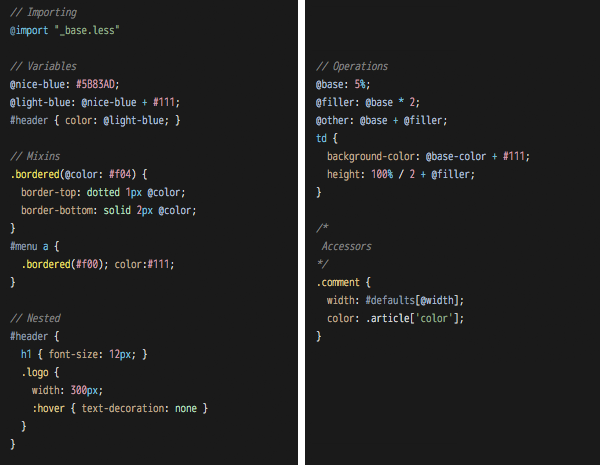 // Importing
@import "_base.less"
// Variables
@nice-blue: #5B83AD;
@light-blue: @nice-blue + #111;
#header { color: @light-blue; }
// Mixins
.bordered(@color: #f04) {
  border-top: dotted 1px @color;
  border-bottom: solid 2px @color;
}
#menu a {
  .bordered(#f00); color:#111;
}
// Nested
#header {
  h1 { font-size: 12px; }
  .logo {
    width: 300px;
    :hover { text-decoration: none }
  }
}
// Operations
@base: 5%;
@filler: @base * 2;
@other: @base + @filler;
td {
  background-color: @base-color + #111;
  height: 100% / 2 + @filler;
}
/*
 Accessors
*/
.comment {
  width: #defaults[@width];
  color: .article['color'];
}